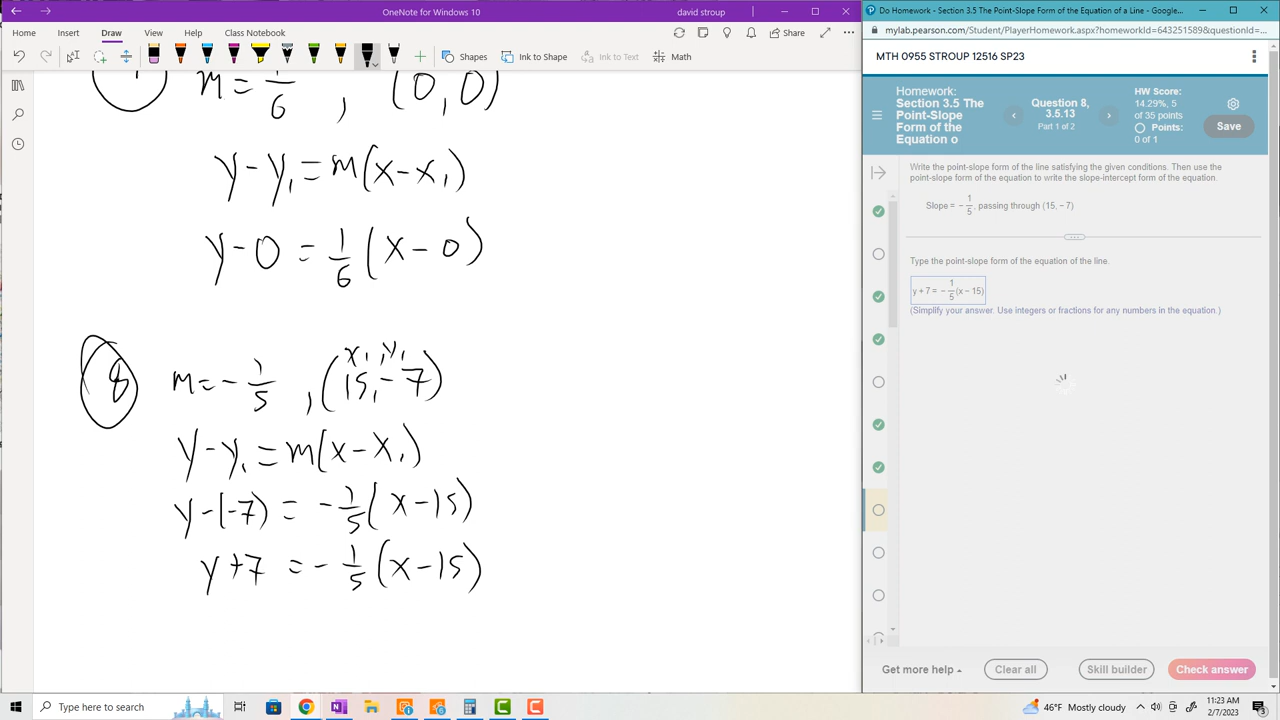 OneNote for Windows 10
david stroup
Home Insert Draw View Help Class Notebook
Share
Shapes Ink to Shape Ink to Text Math
m = 1/6 , (0, 0)
y - y₁ = m(x - x₁)
y - 0 = 1/6 (x - 0)
8
x₁, y₁
m = - 1/5 , (15, -7)
y - y₁ = m(x - x₁)
y - (-7) = - 1/5 (x - 15)
y + 7 = - 1/5 (x - 15)
Do Homework - Section 3.5 The Point-Slope Form of the Equation of a Line - Google...
mylab.pearson.com/Student/PlayerHomework.aspx?homeworkId=643251589&questionId=...
MTH 0955 STROUP 12516 SP23
Homework:
Section 3.5 The
Point-Slope
Form of the
Equation o
Question 8,
3.5.13
Part 1 of 2
HW Score:
14.29%, 5
of 35 points
Points:
0 of 1
Save
Write the point-slope form of the line satisfying the given conditions. Then use the
point-slope form of the equation to write the slope-intercept form of the equation.
Slope = - 1/5, passing through (15, - 7)
Type the point-slope form of the equation of the line.
y + 7 = - 1/5 (x - 15)
(Simplify your answer. Use integers or fractions for any numbers in the equation.)
Get more help
Clear all
Skill builder
Check answer
Type here to search
46°F Mostly cloudy
11:23 AM
2/7/2023
3